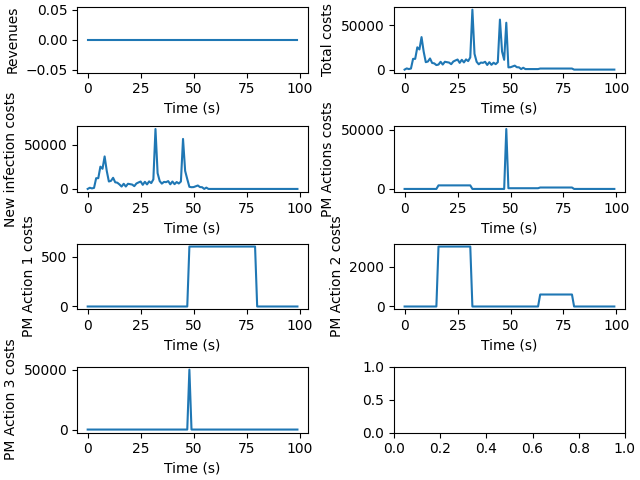 Revenues
0.05
0.00
−0.05
0 25 50 75 100
Time (s)
Total costs
50000
0
0 25 50 75 100
Time (s)
New infection costs
50000
0
0 25 50 75 100
Time (s)
PM Actions costs
50000
0
0 25 50 75 100
Time (s)
PM Action 1 costs
500
0
0 25 50 75 100
Time (s)
PM Action 2 costs
2000
0
0 25 50 75 100
Time (s)
PM Action 3 costs
50000
0
0 25 50 75 100
Time (s)
1.0
0.5
0.0
0.0 0.2 0.4 0.6 0.8 1.0